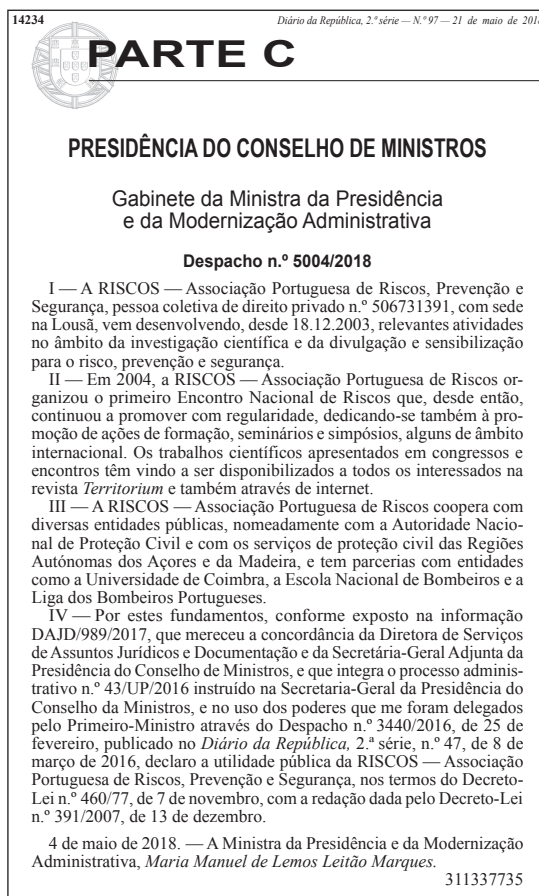 14234
Diário da República, 2.ª série — N.º 97 — 21 de maio de 201
PARTE C
PRESIDÊNCIA DO CONSELHO DE MINISTROS
Gabinete da Ministra da Presidência
e da Modernização Administrativa
Despacho n.º 5004/2018
I — A RISCOS — Associação Portuguesa de Riscos, Prevenção e
Segurança, pessoa coletiva de direito privado n.º 506731391, com sede
na Lousã, vem desenvolvendo, desde 18.12.2003, relevantes atividades
no âmbito da investigação científica e da divulgação e sensibilização
para o risco, prevenção e segurança.
II — Em 2004, a RISCOS — Associação Portuguesa de Riscos or-
ganizou o primeiro Encontro Nacional de Riscos que, desde então,
continuou a promover com regularidade, dedicando-se também à pro-
moção de ações de formação, seminários e simpósios, alguns de âmbito
internacional. Os trabalhos científicos apresentados em congressos e
encontros têm vindo a ser disponibilizados a todos os interessados na
revista Territorium e também através de internet.
III — A RISCOS — Associação Portuguesa de Riscos coopera com
diversas entidades públicas, nomeadamente com a Autoridade Nacio-
nal de Proteção Civil e com os serviços de proteção civil das Regiões
Autónomas dos Açores e da Madeira, e tem parcerias com entidades
como a Universidade de Coimbra, a Escola Nacional de Bombeiros e a
Liga dos Bombeiros Portugueses.
IV — Por estes fundamentos, conforme exposto na informação
DAJD/989/2017, que mereceu a concordância da Diretora de Serviços
de Assuntos Jurídicos e Documentação e da Secretária-Geral Adjunta da
Presidência do Conselho de Ministros, e que integra o processo adminis-
trativo n.º 43/UP/2016 instruído na Secretaria-Geral da Presidência do
Conselho da Ministros, e no uso dos poderes que me foram delegados
pelo Primeiro-Ministro através do Despacho n.º 3440/2016, de 25 de
fevereiro, publicado no Diário da República, 2.ª série, n.º 47, de 8 de
março de 2016, declaro a utilidade pública da RISCOS — Associação
Portuguesa de Riscos, Prevenção e Segurança, nos termos do Decreto-
Lei n.º 460/77, de 7 de novembro, com a redação dada pelo Decreto-Lei
n.º 391/2007, de 13 de dezembro.
4 de maio de 2018. — A Ministra da Presidência e da Modernização
Administrativa, Maria Manuel de Lemos Leitão Marques.
311337735